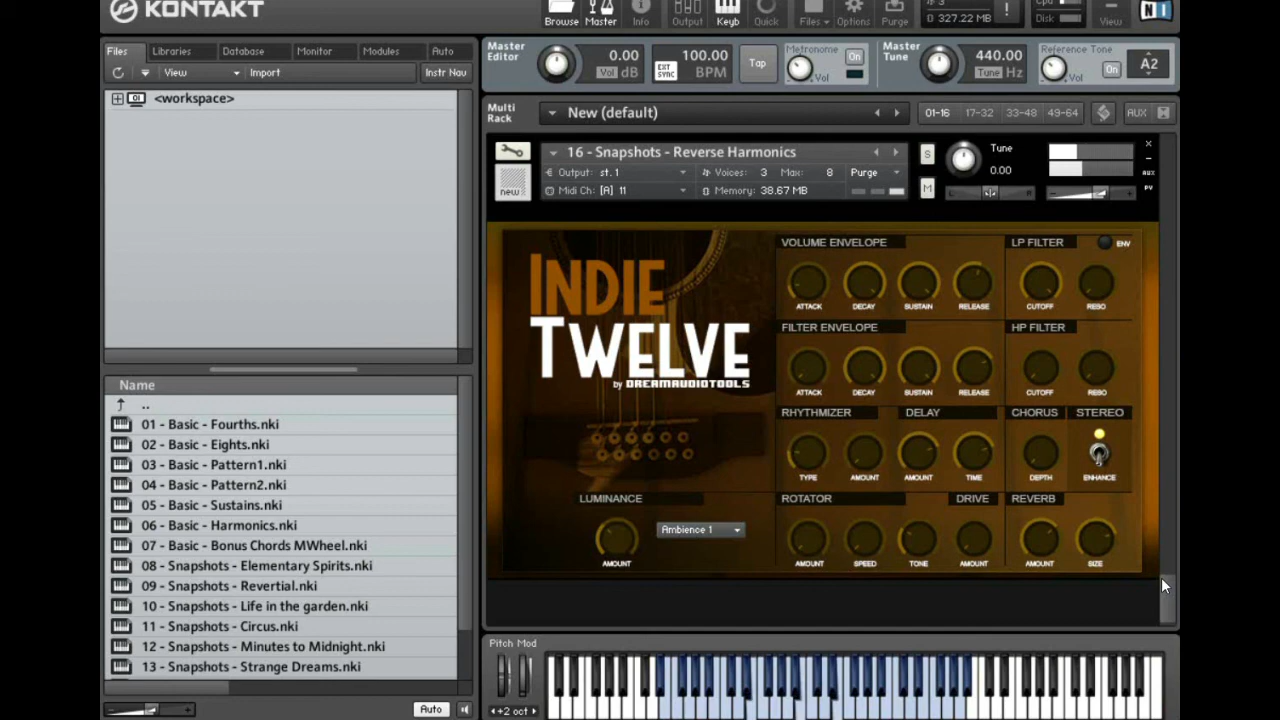 KONTAKT
Browse Master Info Output Keyb Quick Files Options Purge 327.22 MB Cpu Disk View NI
Files Libraries Database Monitor Modules Auto
View Import Instr Nav
<workspace>
Name
..
01 - Basic - Fourths.nki
02 - Basic - Eights.nki
03 - Basic - Pattern1.nki
04 - Basic - Pattern2.nki
05 - Basic - Sustains.nki
06 - Basic - Harmonics.nki
07 - Basic - Bonus Chords MWheel.nki
08 - Snapshots - Elementary Spirits.nki
09 - Snapshots - Revertial.nki
10 - Snapshots - Life in the garden.nki
11 - Snapshots - Circus.nki
12 - Snapshots - Minutes to Midnight.nki
13 - Snapshots - Strange Dreams.nki
Auto
Master Editor 0.00 Vol dB EXT SYNC 100.00 BPM Tap Metronome Vol On Master Tune 440.00 Tune Hz Reference Tone Vol On A2
Multi Rack New (default) 01-16 17-32 33-48 49-64 AUX
16 - Snapshots - Reverse Harmonics S Tune 0.00
Output: st. 1 Voices: 3 Max: 8 Purge aux
new Midi Ch: [A] 11 Memory: 38.67 MB M PV
INDIE
TWELVE
by DREAMAUDIOTOOLS
VOLUME ENVELOPE LP FILTER ENV
ATTACK DECAY SUSTAIN RELEASE CUTOFF RESO
FILTER ENVELOPE HP FILTER
ATTACK DECAY SUSTAIN RELEASE CUTOFF RESO
RHYTHMIZER DELAY CHORUS STEREO
TYPE AMOUNT AMOUNT TIME DEPTH ENHANCE
LUMINANCE ROTATOR DRIVE REVERB
Ambience 1
AMOUNT AMOUNT SPEED TONE AMOUNT AMOUNT SIZE
Pitch Mod
+2 oct